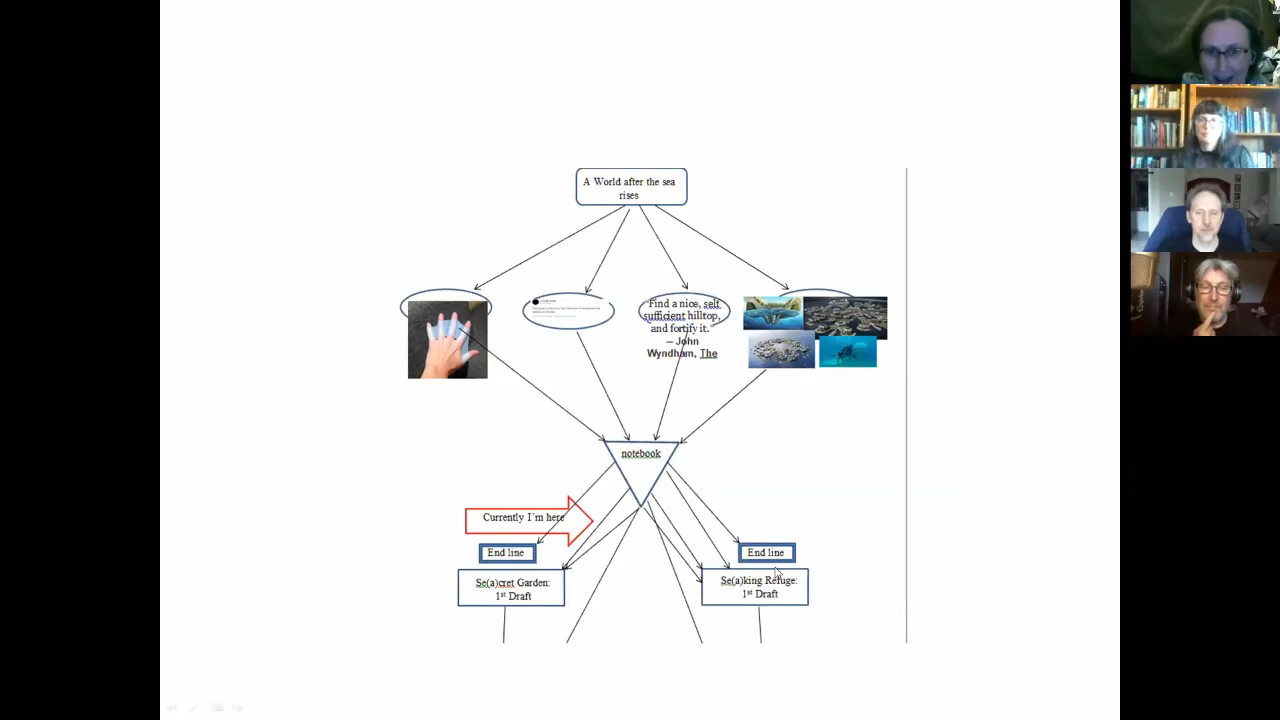 A World after the sea
rises
“Find a nice, self
sufficient hilltop,
and fortify it.”
― John
Wyndham, The
notebook
Currently I’m here
End line
End line
Se(a)cret Garden:
1st Draft
Se(a)king Refuge:
1st Draft